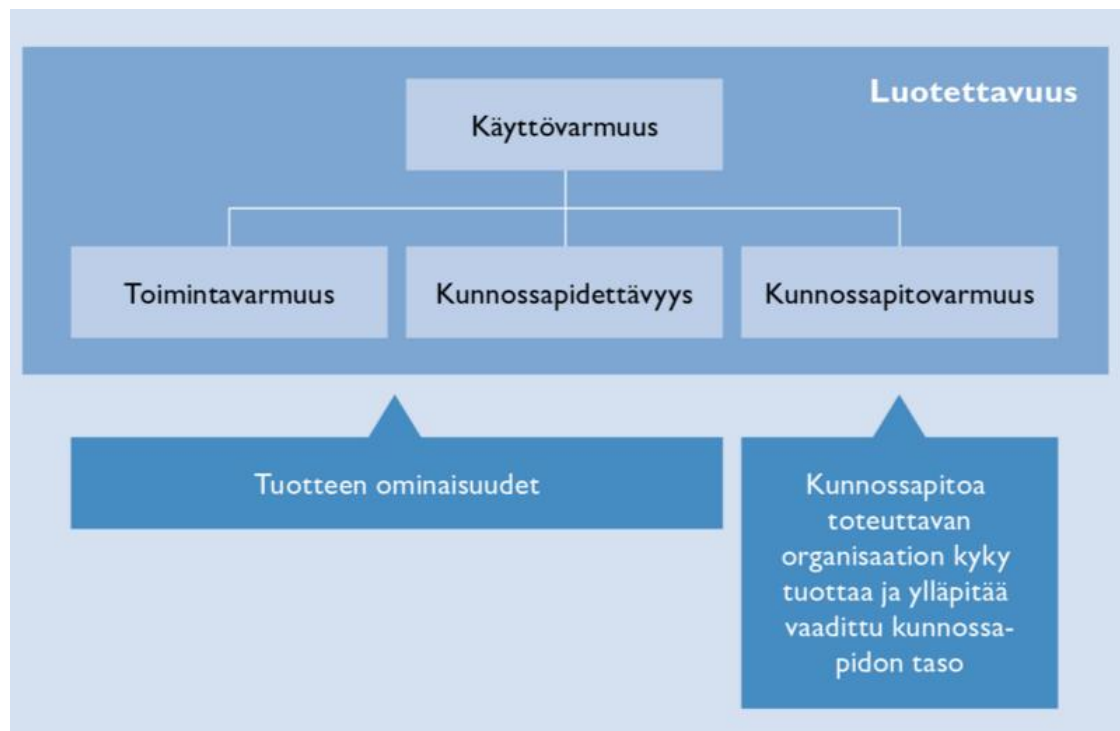 Luotettavuus
Käyttövarmuus
Toimintavarmuus
Kunnossapidettävyys
Kunnossapitovarmuus
Tuotteen ominaisuudet
Kunnossapitoa
toteuttavan
organisaation kyky
tuottaa ja ylläpitää
vaadittu kunnossa-
pidon taso